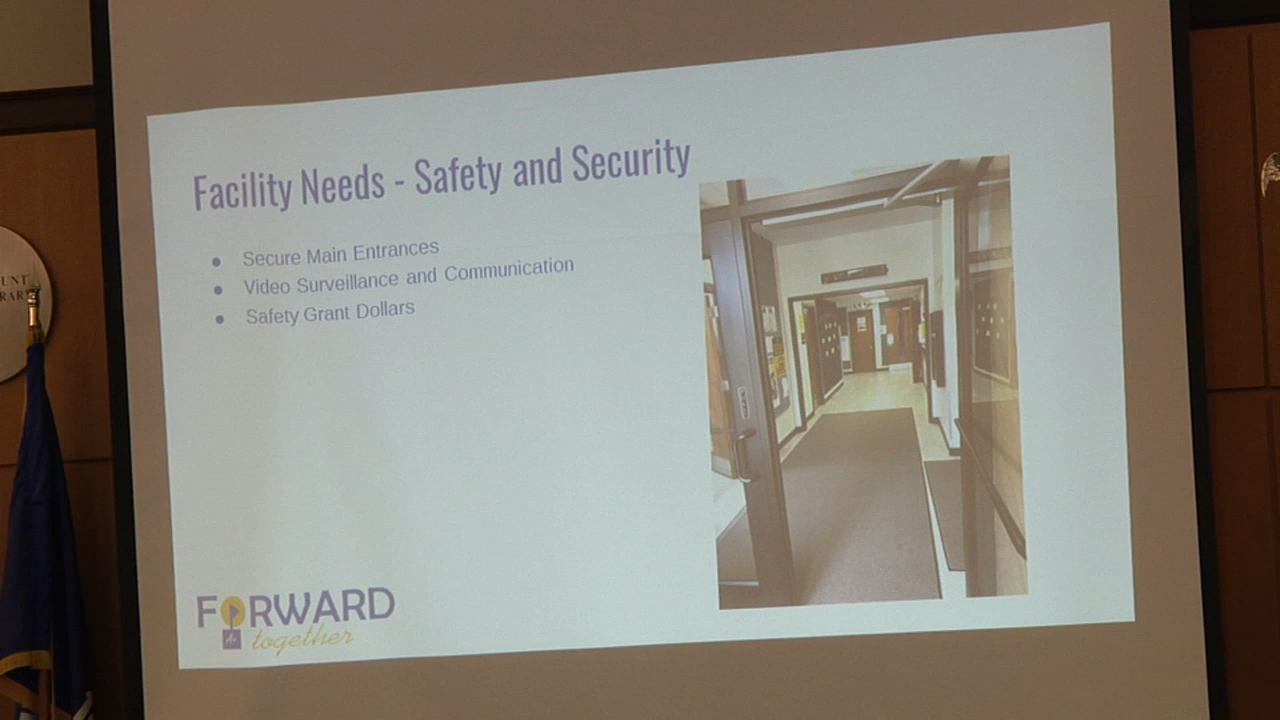 Facility Needs - Safety and Security
Secure Main Entrances
Video Surveillance and Communication
Safety Grant Dollars
FORWARD
A+
together